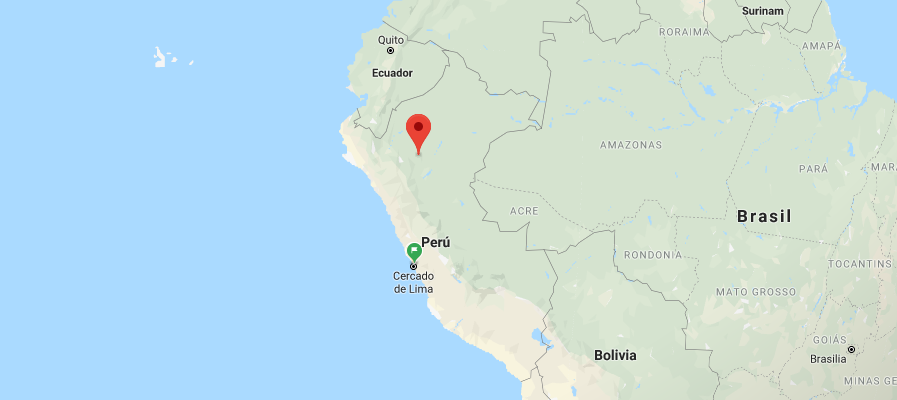 Surinam
RORAIMA
AMAPÁ
Quito
Ecuador
AMAZONAS
PARÁ
MAR
ACRE
Brasil
Perú
RONDONIA
TOCANTINS
Cercado
de Lima
MATO GROSSO
GOIÁS
Brasilia
Bolivia
MINAS GE